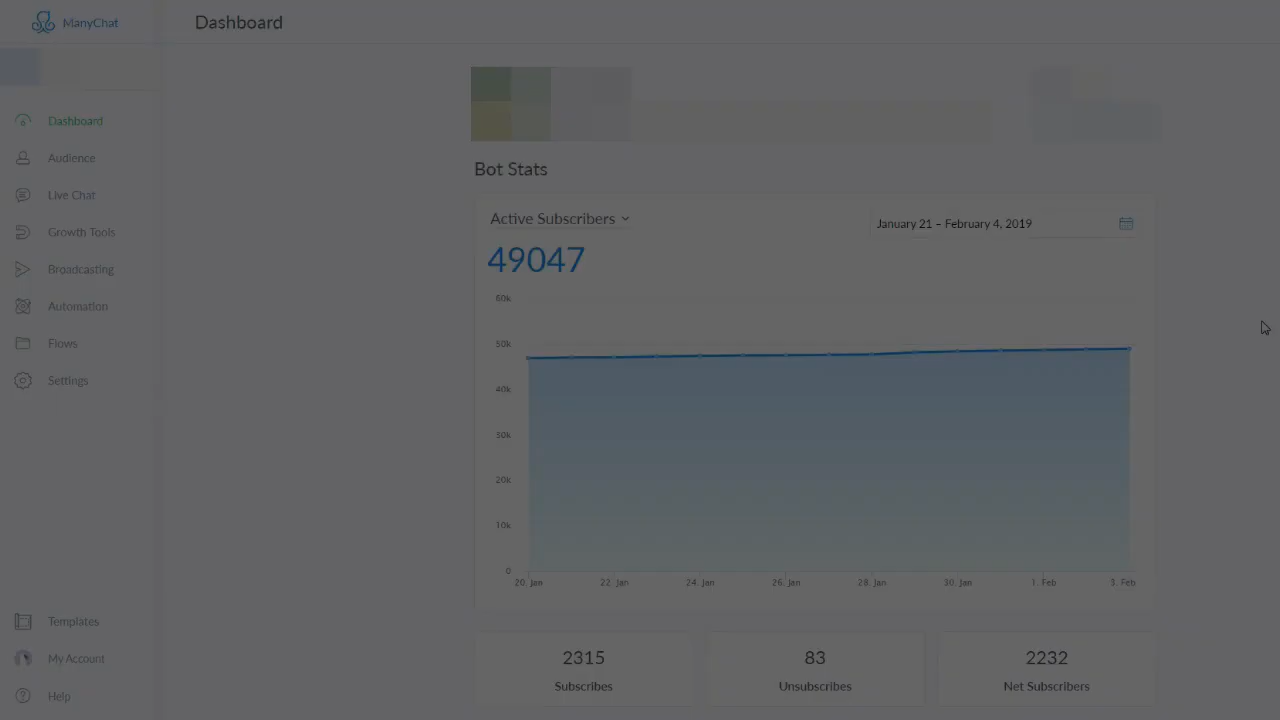 ManyChat
Dashboard
Dashboard
Audience
Live Chat
Growth Tools
Broadcasting
Automation
Flows
Settings
Templates
My Account
Help
Bot Stats
Active Subscribers
January 21 – February 4, 2019
49047
60k
50k
40k
30k
20k
10k
0
20. Jan 22. Jan 24. Jan 26. Jan 28. Jan 30. Jan 1. Feb 3. Feb
2315 83 2232
Subscribes Unsubscribes Net Subscribers